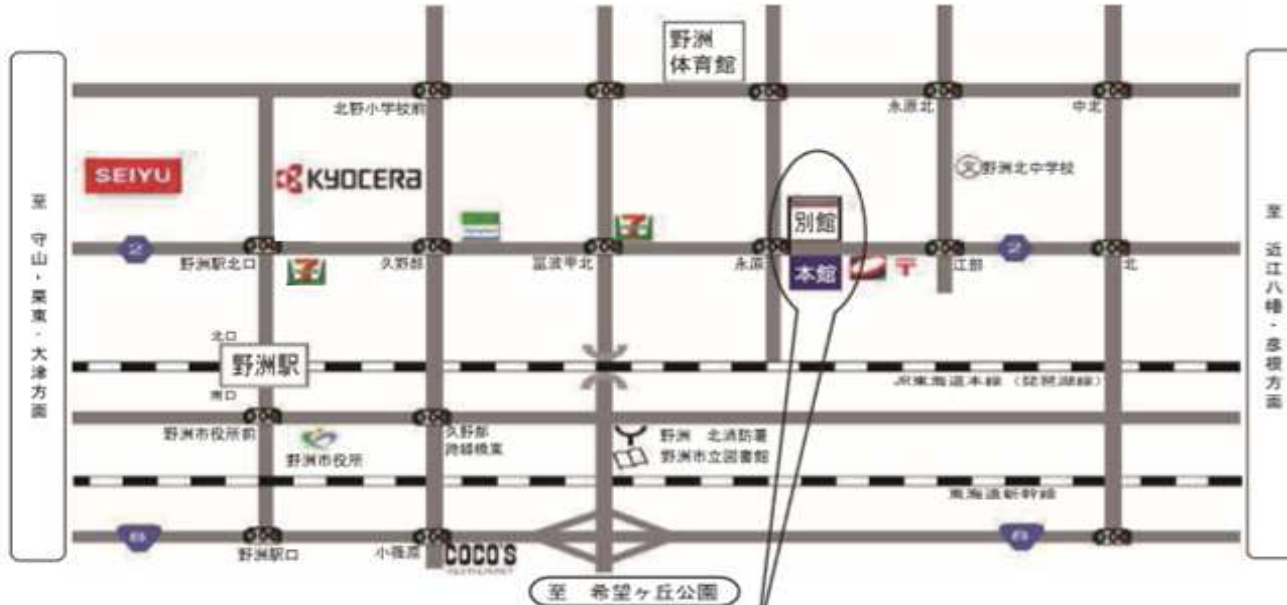 野洲
体育館
北野小学校前
永原北
中北
SEIYU
KYOCERA
野洲北中学校
文
至 守山・栗東・大津方面
至 近江八幡・彦根方面
別館
2
野洲駅北口
7
久野部
冨波甲北
7
永原
本館
〒
江部
2
北
北口
野洲駅
南口
JR東海道本線（琵琶湖線）
野洲市役所前
野洲市役所
久野部
跨線橋東
野洲 北消防署
野洲市立図書館
東海道新幹線
8
野洲駅口
小篠原
COCO'S
8
至 希望ヶ丘公園